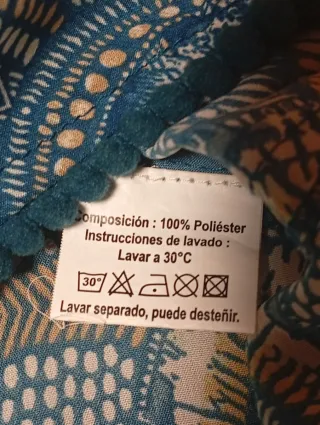 Composición : 100% Poliéster
Instrucciones de lavado :
Lavar a 30°C
30°
Lavar separado, puede desteñir.